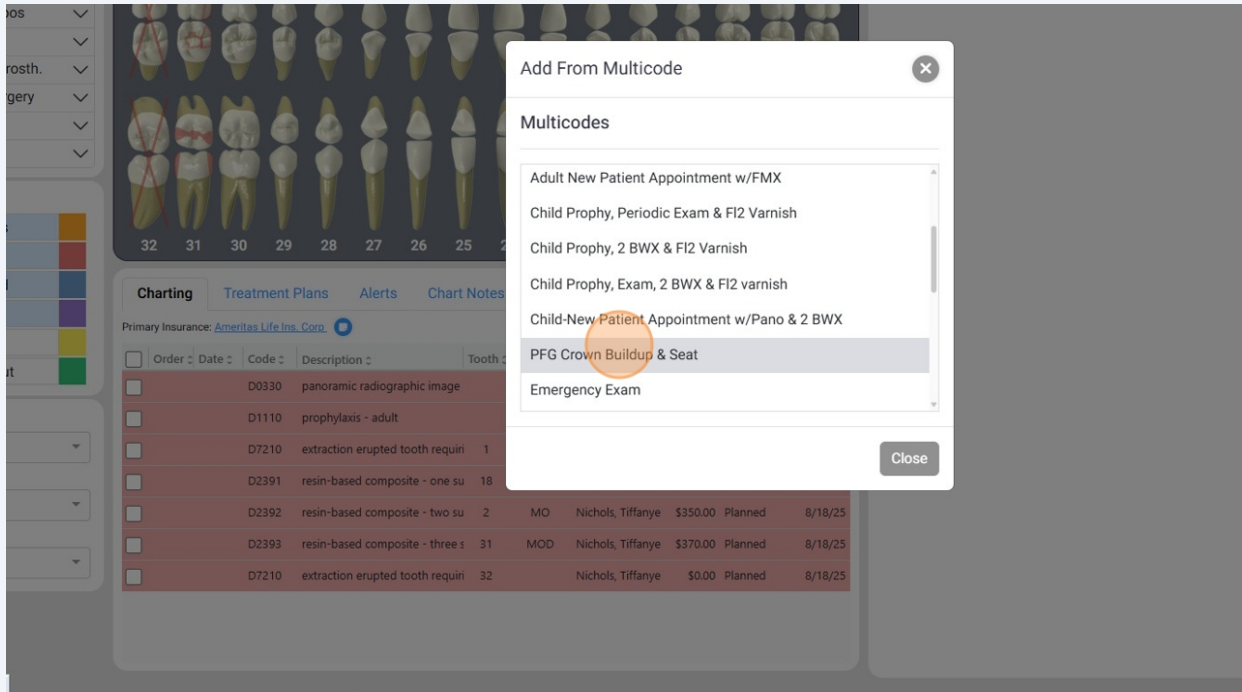 pos
rosth.
rgery
s
l
ut
32 31 30 29 28 27 26 25 2
Charting Treatment Plans Alerts Chart Notes
Primary Insurance: Ameritas Life Ins. Corp.
Order Date Code Description Tooth
D0330 panoramic radiographic image
D1110 prophylaxis - adult
D7210 extraction erupted tooth requiri 1
D2391 resin-based composite - one su 18
D2392 resin-based composite - two su 2 MO Nichols, Tiffanye $350.00 Planned 8/18/25
D2393 resin-based composite - three s 31 MOD Nichols, Tiffanye $370.00 Planned 8/18/25
D7210 extraction erupted tooth requiri 32 Nichols, Tiffanye $0.00 Planned 8/18/25
Add From Multicode
Multicodes
Adult New Patient Appointment w/FMX
Child Prophy, Periodic Exam & Fl2 Varnish
Child Prophy, 2 BWX & Fl2 Varnish
Child Prophy, Exam, 2 BWX & Fl2 varnish
Child-New Patient Appointment w/Pano & 2 BWX
PFG Crown Buildup & Seat
Emergency Exam
Close